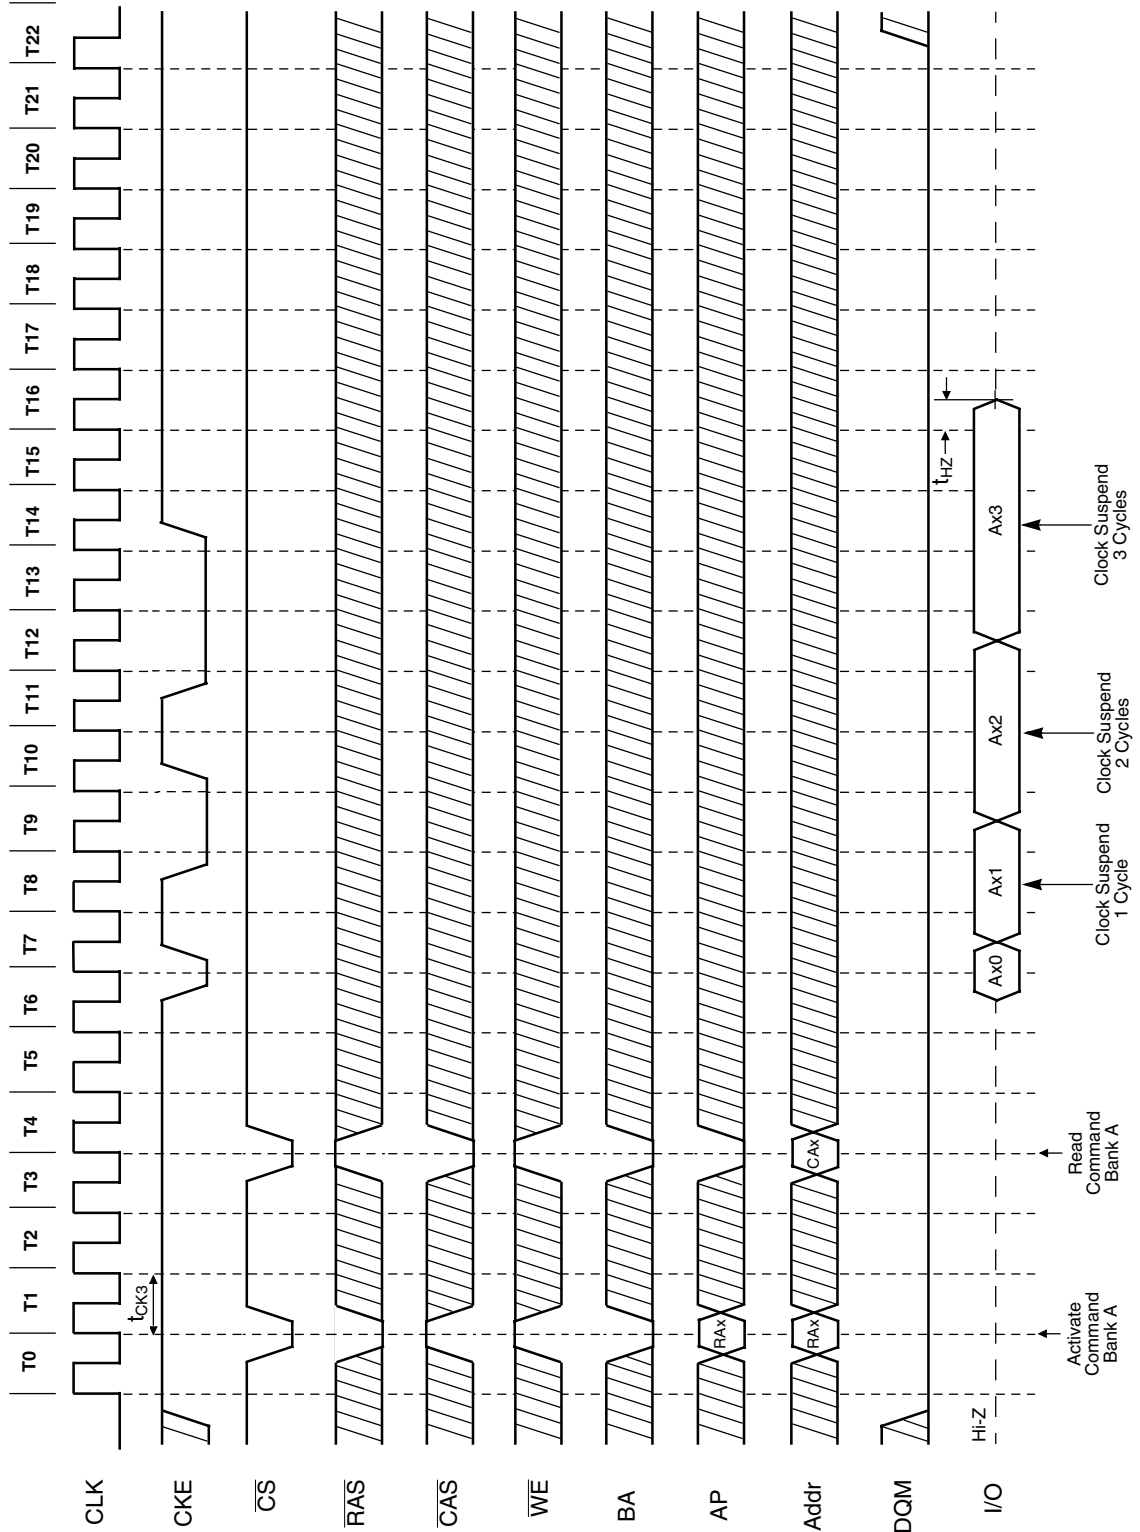 T0 T1 T2 T3 T4 T5 T6 T7 T8 T9 T10 T11 T12 T13 T14 T15 T16 T17 T18 T19 T20 T21 T22
CLK
tCK3
CKE
CS
RAS
CAS
WE
BA
AP
RAx
Addr
RAx CAx
DQM
tHZ
Hi-Z
I/O
Ax0 Ax1 Ax2 Ax3
Activate
Command
Bank A
Read
Command
Bank A
Clock Suspend
1 Cycle
Clock Suspend
2 Cycles
Clock Suspend
3 Cycles